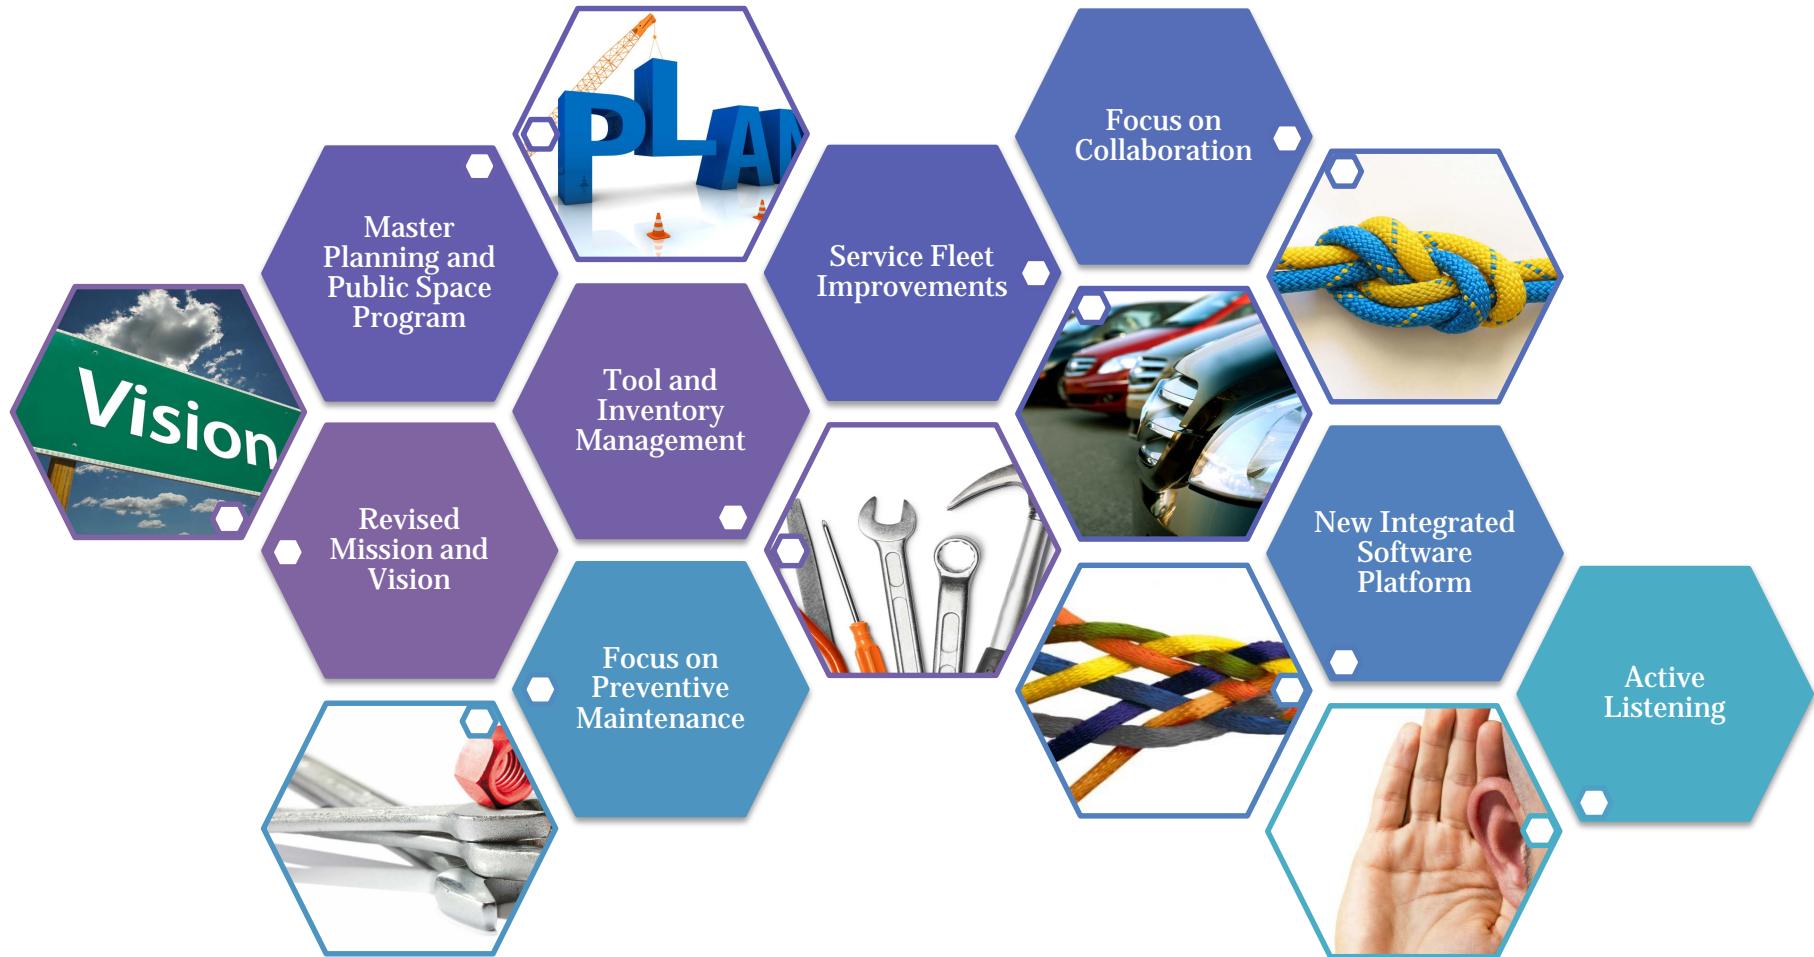 PLAN
Focus on
Collaboration
Master
Planning and
Public Space
Program
Service Fleet
Improvements
Vision
Tool and
Inventory
Management
Revised
Mission and
Vision
New Integrated
Software
Platform
Focus on
Preventive
Maintenance
Active
Listening